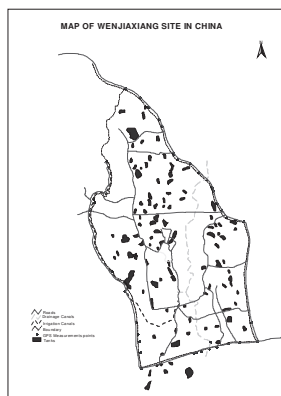 MAP OF WENJIAXIANG SITE IN CHINA
Roads
Drainage Canals
Irrigation Canals
Boundary
GPS Measurements points
Tanks